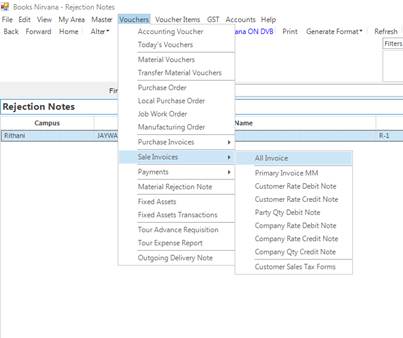 Books Nirvana - Rejection Notes
File Edit View My Area Master Vouchers Voucher Items GST Accounts Help
Back Forward Home Alter ana ON DVB Print Generate Format Refresh
Filters
Fir
Rejection Notes
Campus Name
Rithani JAYWA R-1
Accounting Voucher
Today's Vouchers
Material Vouchers
Transfer Material Vouchers
Purchase Order
Local Purchase Order
Job Work Order
Manufacturing Order
Purchase Invoices
Sale Invoices
Payments
Material Rejection Note
Fixed Assets
Fixed Assets Transactions
Tour Advance Requisition
Tour Expense Report
Outgoing Delivery Note
All Invoice
Primary Invoice MM
Customer Rate Debit Note
Customer Rate Credit Note
Party Qty Debit Note
Company Rate Debit Note
Company Rate Credit Note
Company Qty Credit Note
Customer Sales Tax Forms